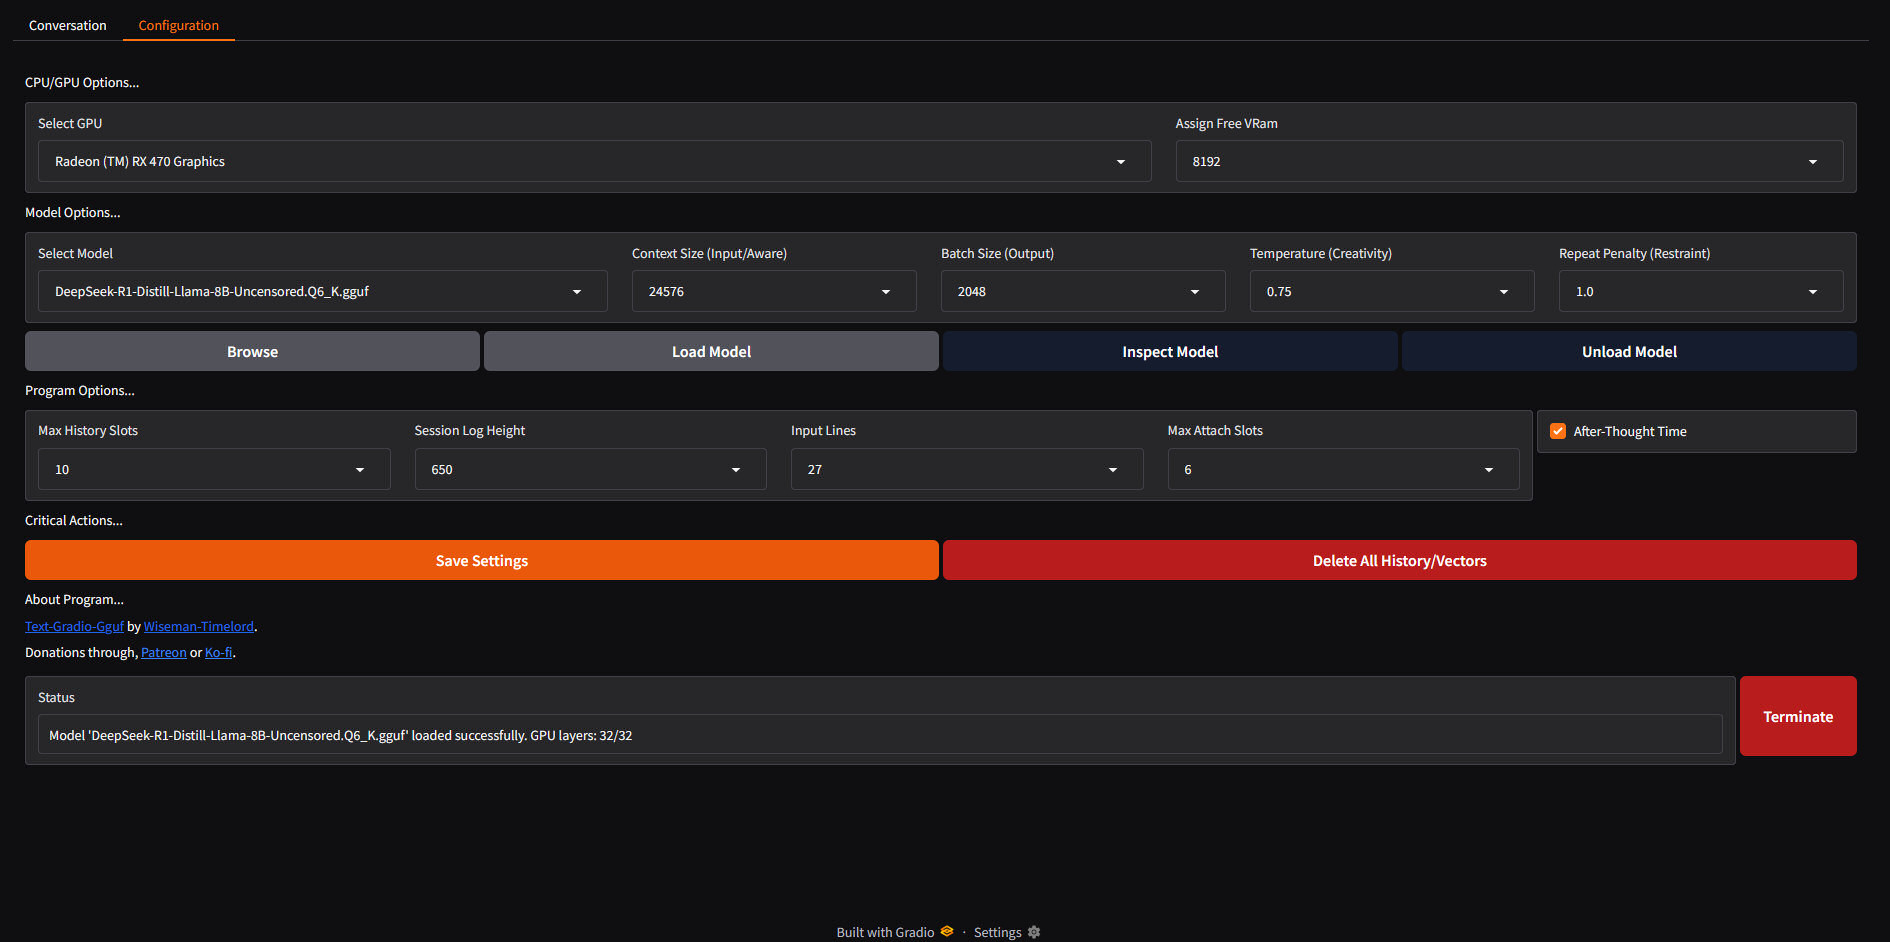 Conversation Configuration
CPU/GPU Options...
Select GPU Assign Free VRam
Radeon (TM) RX 470 Graphics 8192
Model Options...
Select Model Context Size (Input/Aware) Batch Size (Output) Temperature (Creativity) Repeat Penalty (Restraint)
DeepSeek-R1-Distill-Llama-8B-Uncensored.Q6_K.gguf 24576 2048 0.75 1.0
Browse Load Model Inspect Model Unload Model
Program Options...
Max History Slots Session Log Height Input Lines Max Attach Slots After-Thought Time
10 650 27 6
Critical Actions...
Save Settings Delete All History/Vectors
About Program...
Text-Gradio-Gguf by Wiseman-Timelord.
Donations through, Patreon or Ko-fi.
Status
Model 'DeepSeek-R1-Distill-Llama-8B-Uncensored.Q6_K.gguf' loaded successfully. GPU layers: 32/32
Terminate
Built with Gradio · Settings